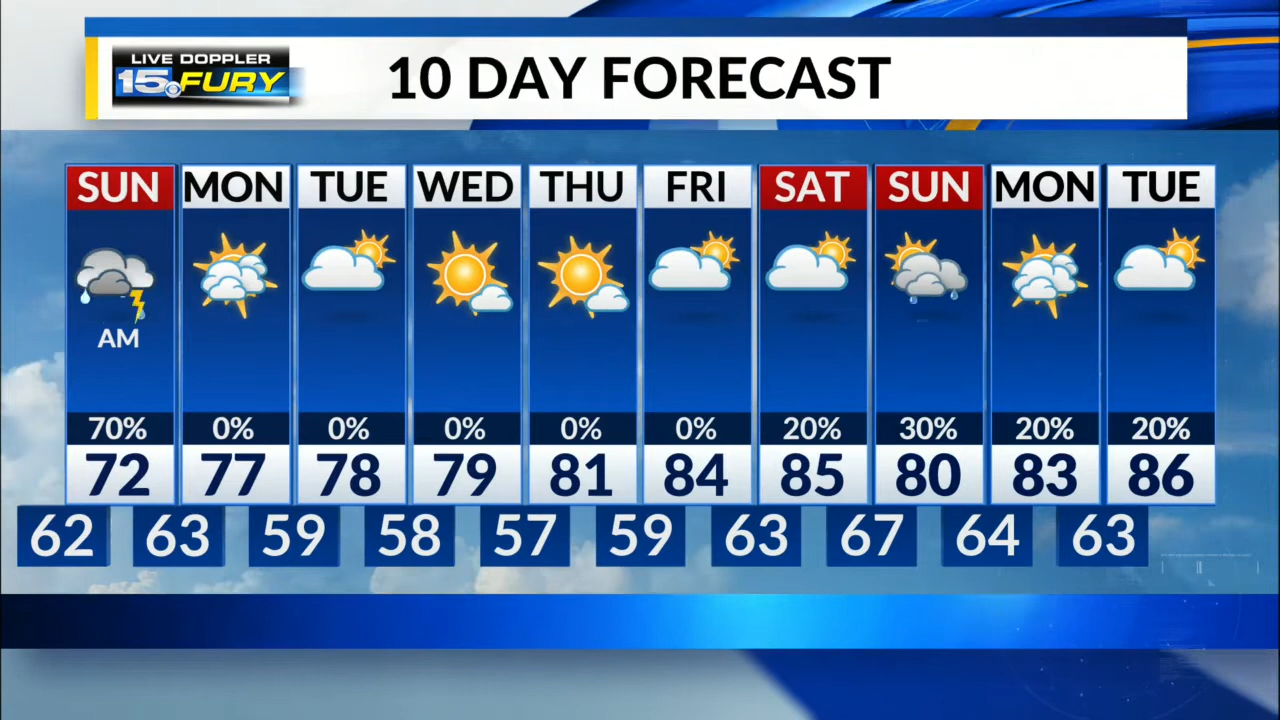 LIVE DOPPLER
15 FURY
10 DAY FORECAST
SUN MON TUE WED THU FRI SAT SUN MON TUE
AM
70% 0% 0% 0% 0% 0% 20% 30% 20% 20%
72 77 78 79 81 84 85 80 83 86
62 63 59 58 57 59 63 67 64 63